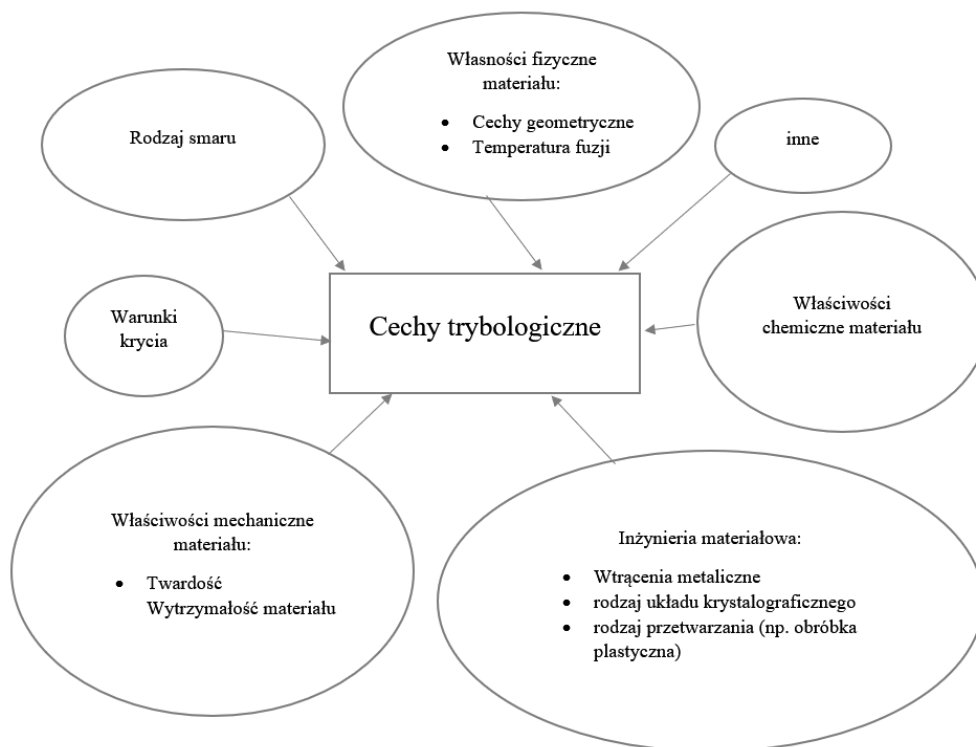 Własności fizyczne
materiału:
• Cechy geometryczne
• Temperatura fuzji
Rodzaj smaru
inne
Warunki
krycia
Cechy trybologiczne
Właściwości
chemiczne materiału
Właściwości mechaniczne
materiału:
• Twardość
Wytrzymałość materiału
Inżynieria materiałowa:
• Wtrącenia metaliczne
• rodzaj układu krystalograficznego
• rodzaj przetwarzania (np. obróbka
plastyczna)